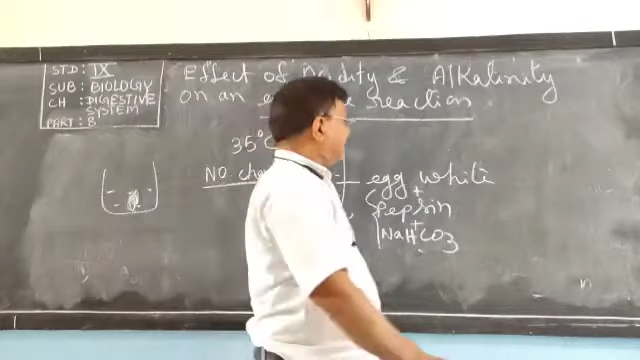 STD: IX
SUB: BIOLOGY
CH: DIGESTIVE
SYSTEM
PART: 8
Effect of Acidity & Alkalinity
on an reaction
35°C
NO.
egg white
+
Pepsin
+
NaHCO3